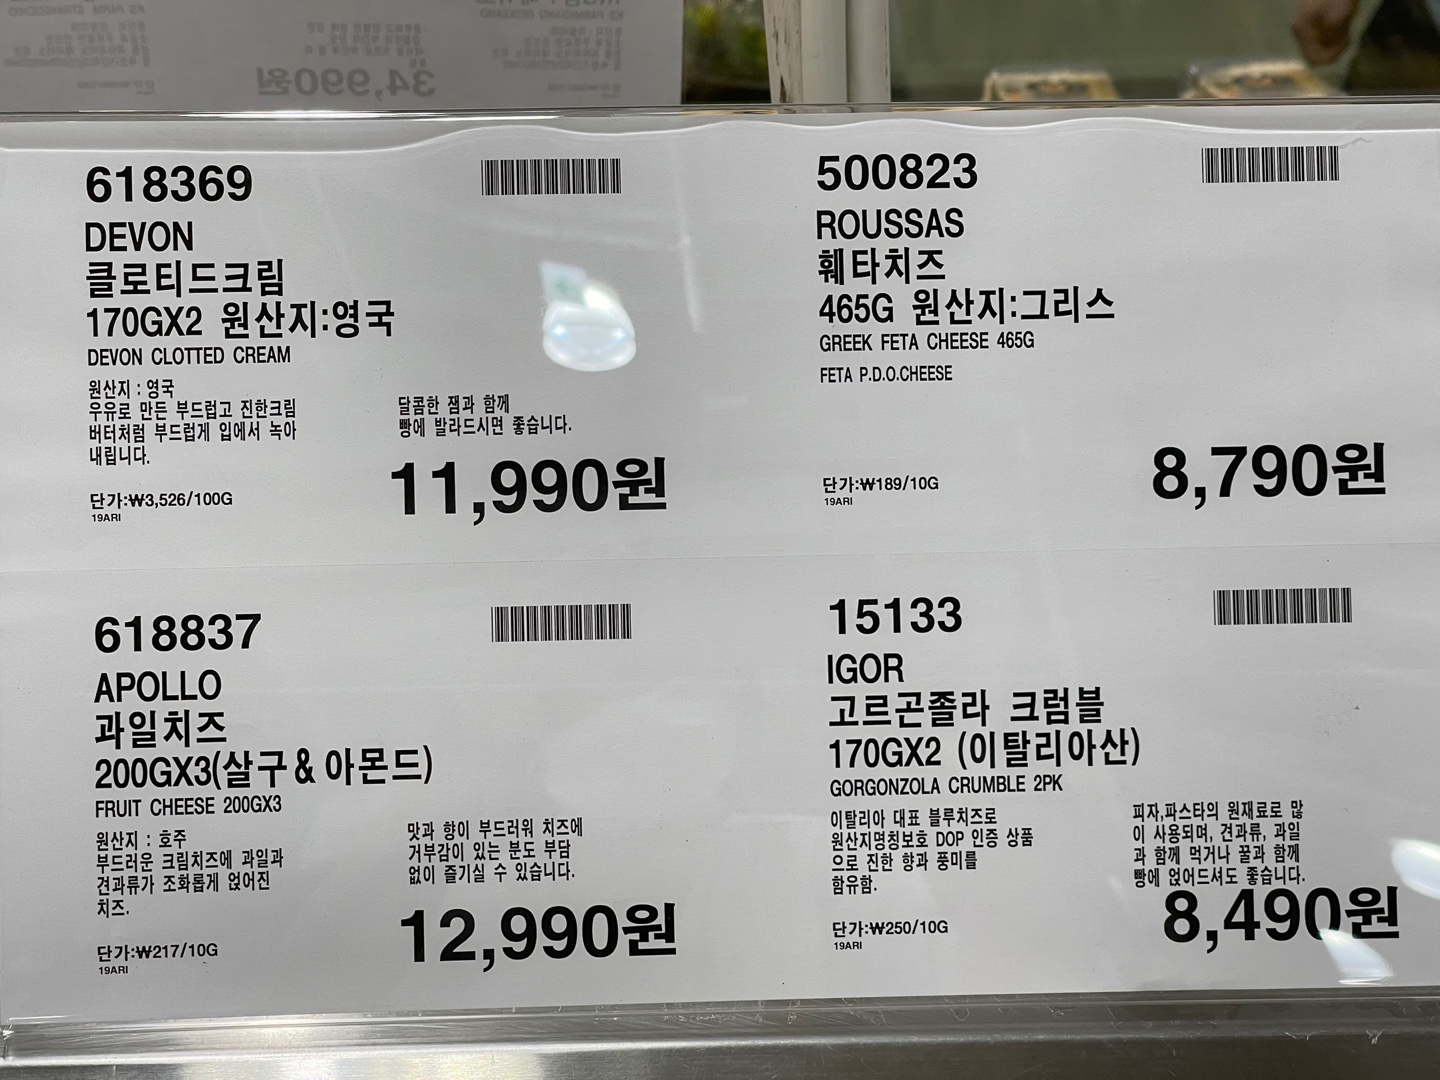 34,990원
618369
DEVON
클로티드크림
170GX2 원산지:영국
DEVON CLOTTED CREAM
원산지 : 영국
우유로 만든 부드럽고 진한크림
버터처럼 부드럽게 입에서 녹아
내립니다.
달콤한 잼과 함께
빵에 발라드시면 좋습니다.
단가:₩3,526/100G
19ARI
11,990원
500823
ROUSSAS
훼타치즈
465G 원산지:그리스
GREEK FETA CHEESE 465G
FETA P.D.O.CHEESE
단가:₩189/10G
19ARI
8,790원
618837
APOLLO
과일치즈
200GX3(살구&아몬드)
FRUIT CHEESE 200GX3
원산지 : 호주
부드러운 크림치즈에 과일과
견과류가 조화롭게 얹어진
치즈.
맛과 향이 부드러워 치즈에
거부감이 있는 분도 부담
없이 즐기실 수 있습니다.
단가:₩217/10G
19ARI
12,990원
15133
IGOR
고르곤졸라 크럼블
170GX2 (이탈리아산)
GORGONZOLA CRUMBLE 2PK
이탈리아 대표 블루치즈로
원산지명칭보호 DOP 인증 상품
으로 진한 향과 풍미를
함유함.
피자,파스타의 원재료로 많
이 사용되며, 견과류, 과일
과 함께 먹거나 꿀과 함께
빵에 얹어드셔도 좋습니다.
단가:₩250/10G
19ARI
8,490원